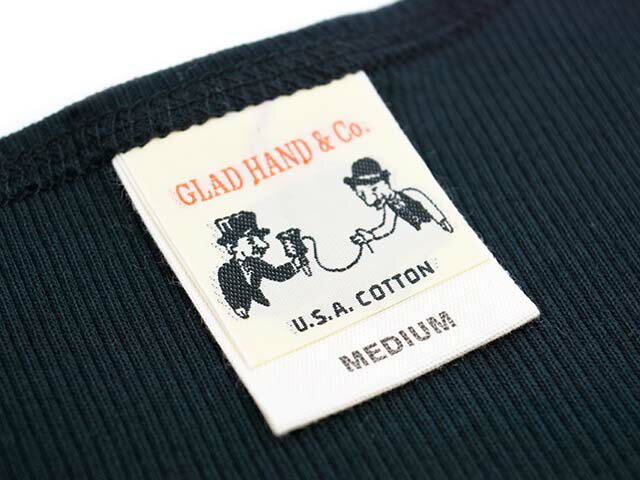 GLAD HAND & Co.
U.S.A. COTTON
MEDIUM